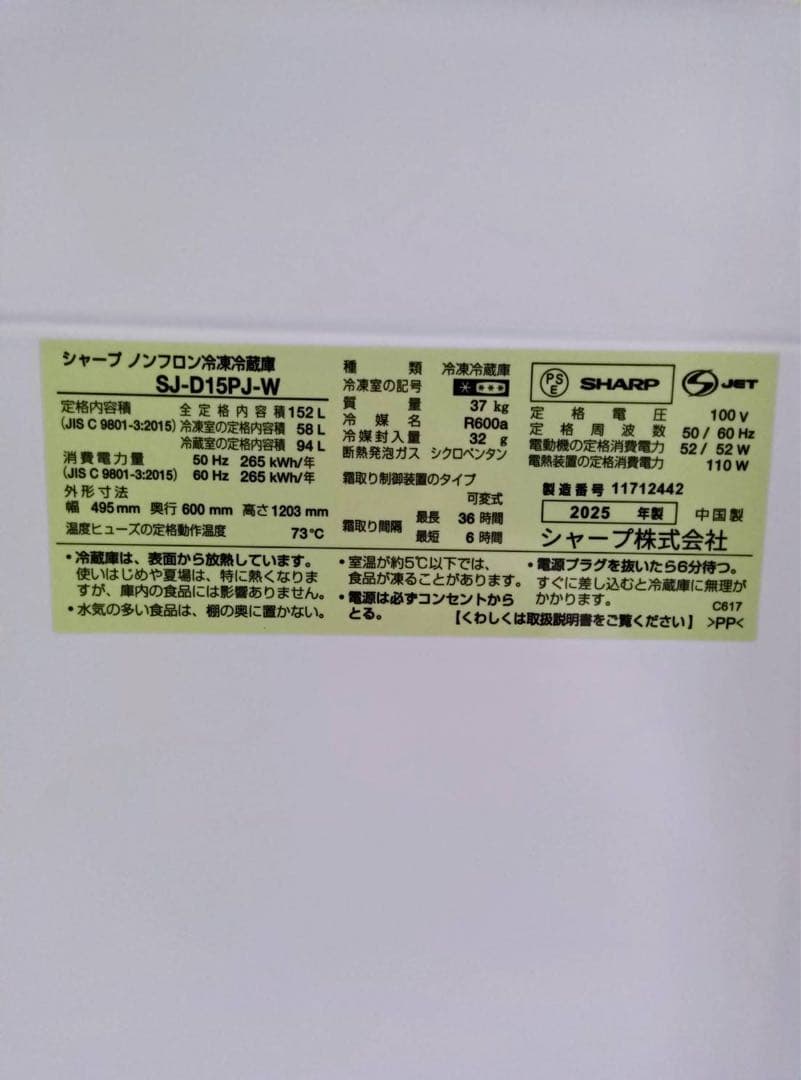 シャープ ノンフロン冷凍冷蔵庫
SJ-D15PJ-W
定格内容積 全定格内容積 152 L
(JIS C 9801-3:2015) 冷凍室の定格内容積 58 L
冷蔵室の定格内容積 94 L
消費電力量 50 Hz 265 kWh/年
(JIS C 9801-3:2015) 60 Hz 265 kWh/年
外形寸法
幅 495 mm 奥行 600 mm 高さ 1203 mm
温度ヒューズの定格動作温度 73℃
種類 冷凍冷蔵庫
冷凍室の記号 * ***
質量 37 kg
冷媒名 R600a
冷媒封入量 32 g
断熱発泡ガス シクロペンタン
霜取り制御装置のタイプ
可変式
霜取り間隔 最長 36 時間
最短 6 時間
PSE SHARP S JET
定格電圧 100 V
定格周波数 50 / 60 Hz
電動機の定格消費電力 52 / 52 W
電熱装置の定格消費電力 110 W
製造番号 11712442
2025 年製 中国製
シャープ株式会社
・冷蔵庫は、表面から放熱しています。
使いはじめや夏場は、特に熱くなりま
すが、庫内の食品には影響ありません。
・水気の多い食品は、棚の奥に置かない。
・室温が約5℃以下では、
食品が凍ることがあります。
・電源は必ずコンセントから
とる。
・電源プラグを抜いたら6分待つ。
すぐに差し込むと冷蔵庫に無理が
かかります。
C617
【くわしくは取扱説明書をご覧ください】 >PP<